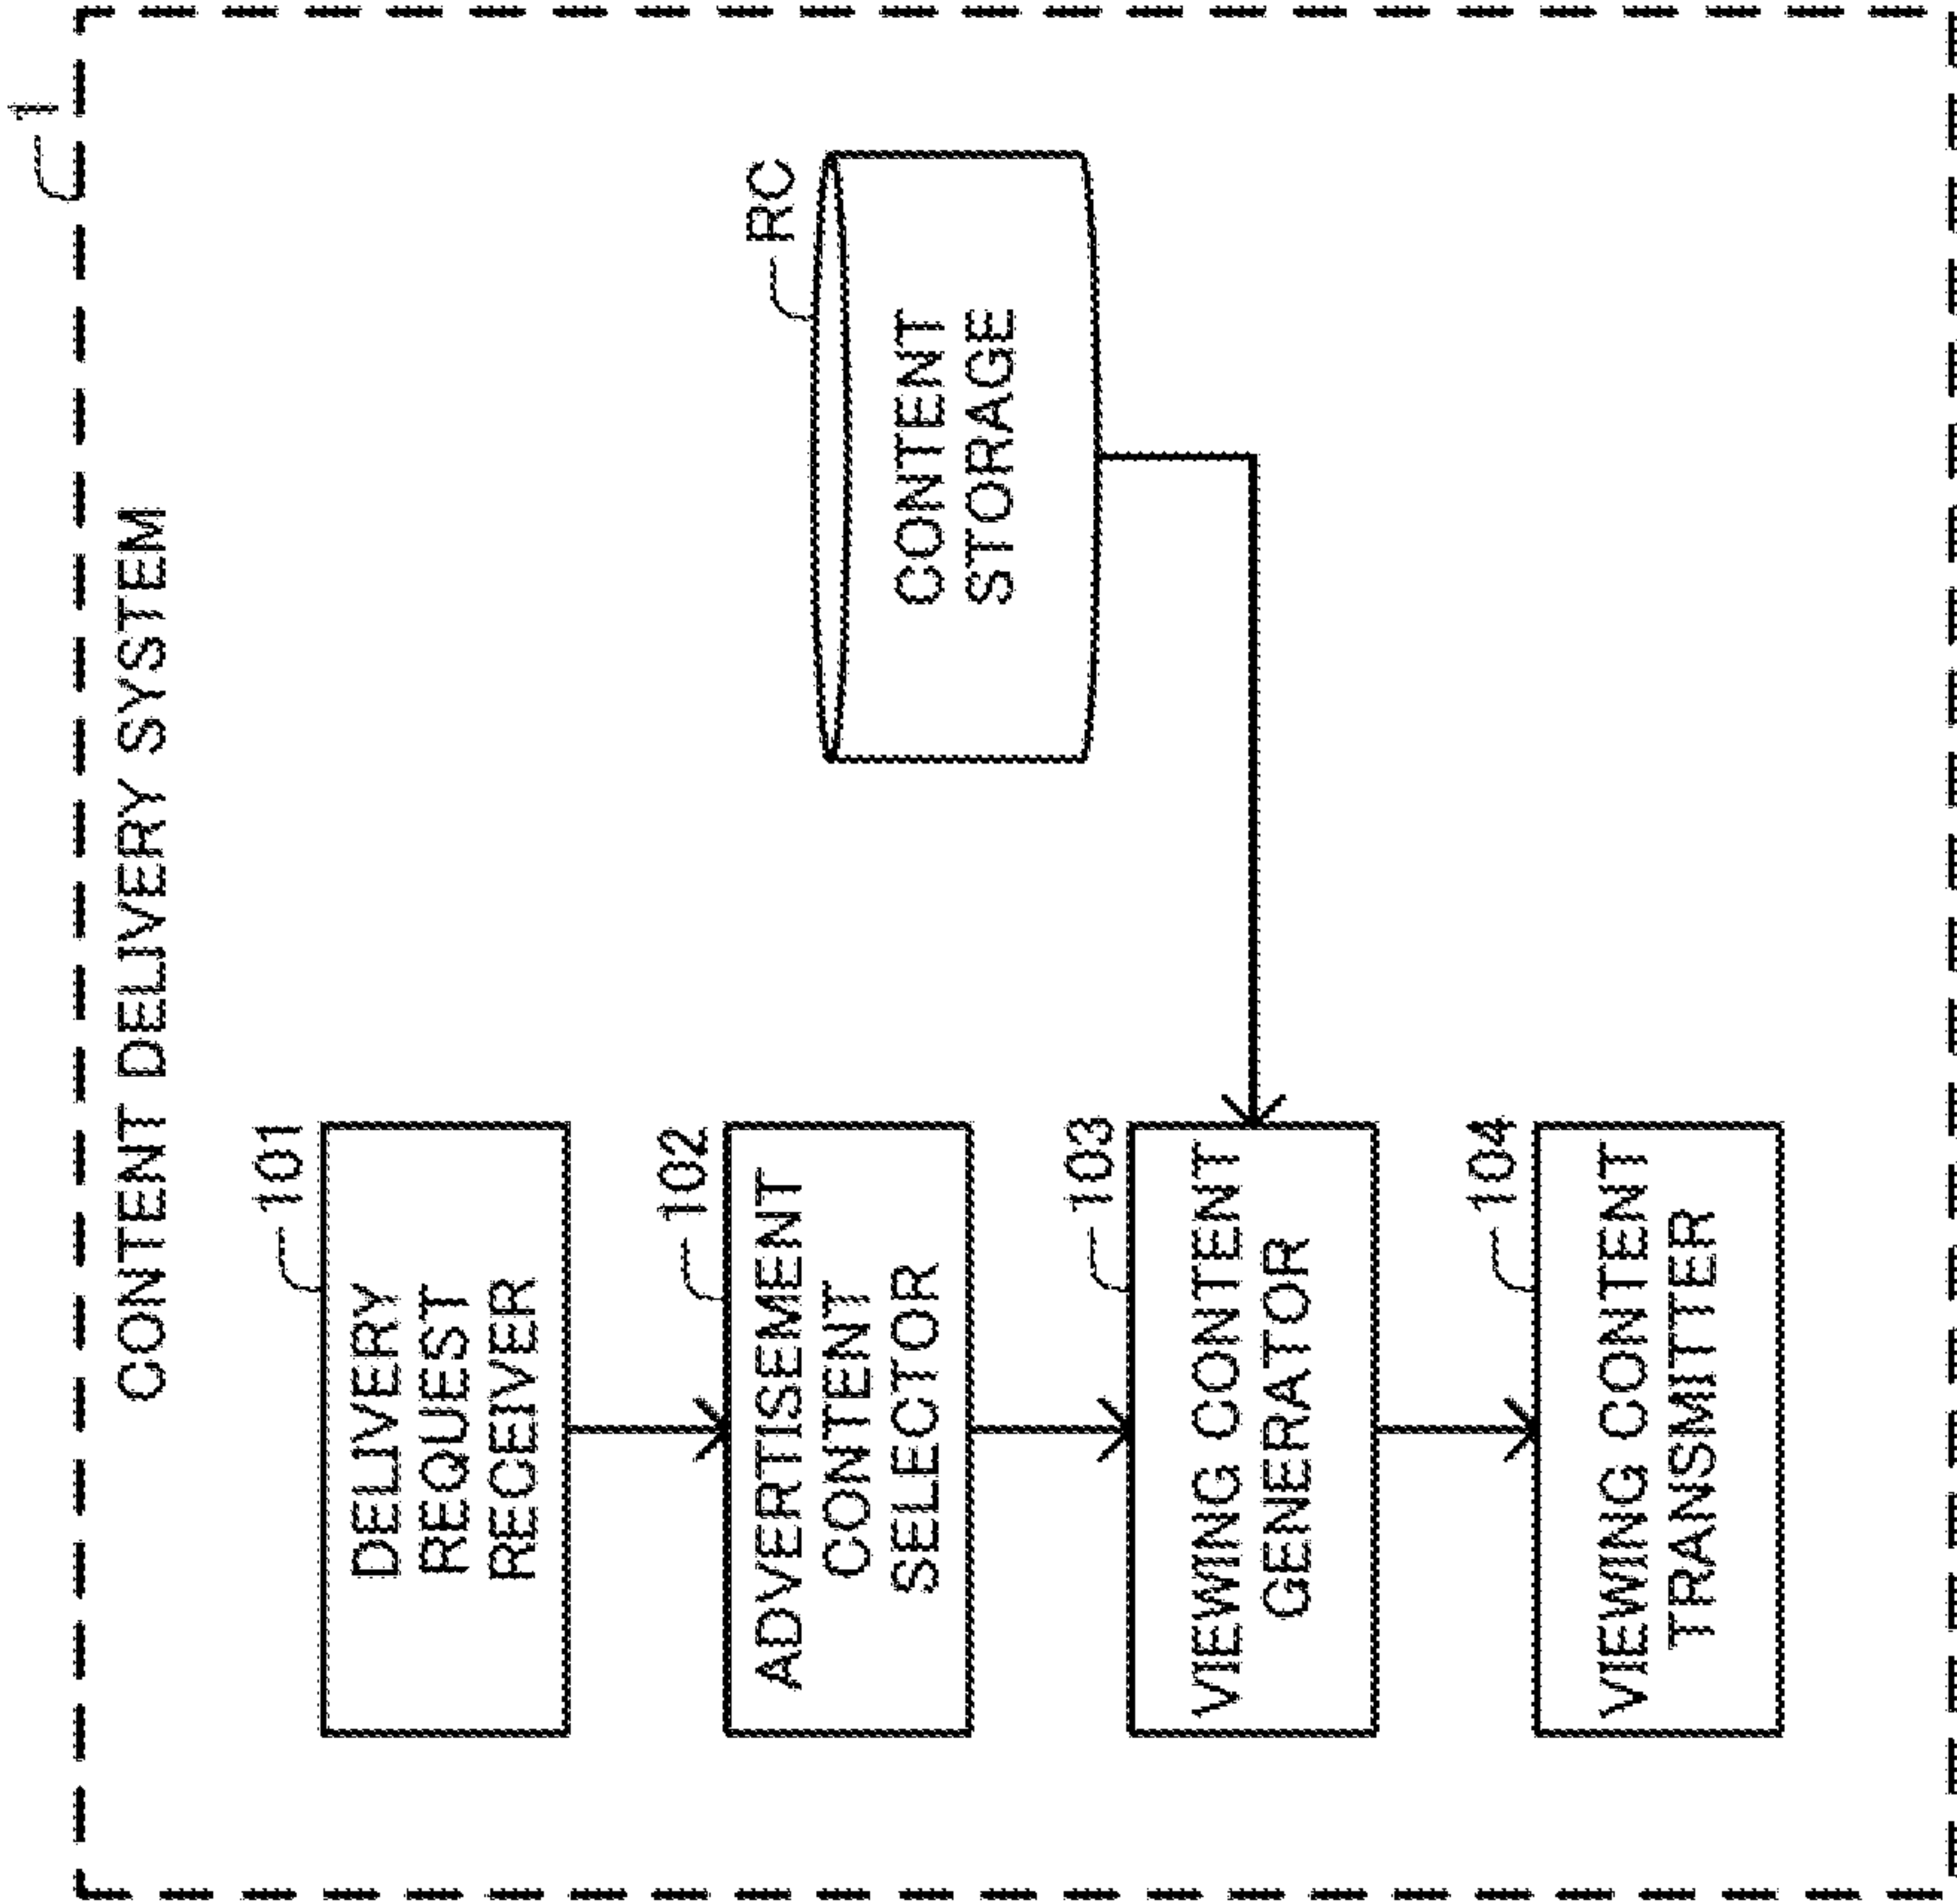 1
CONTENT DELIVERY SYSTEM
101
DELIVERY
REQUEST
RECEIVER
102
ADVERTISEMENT
CONTENT
SELECTOR
RC
CONTENT
STORAGE
103
VIEWING CONTENT
GENERATOR
104
VIEWING CONTENT
TRANSMITTER